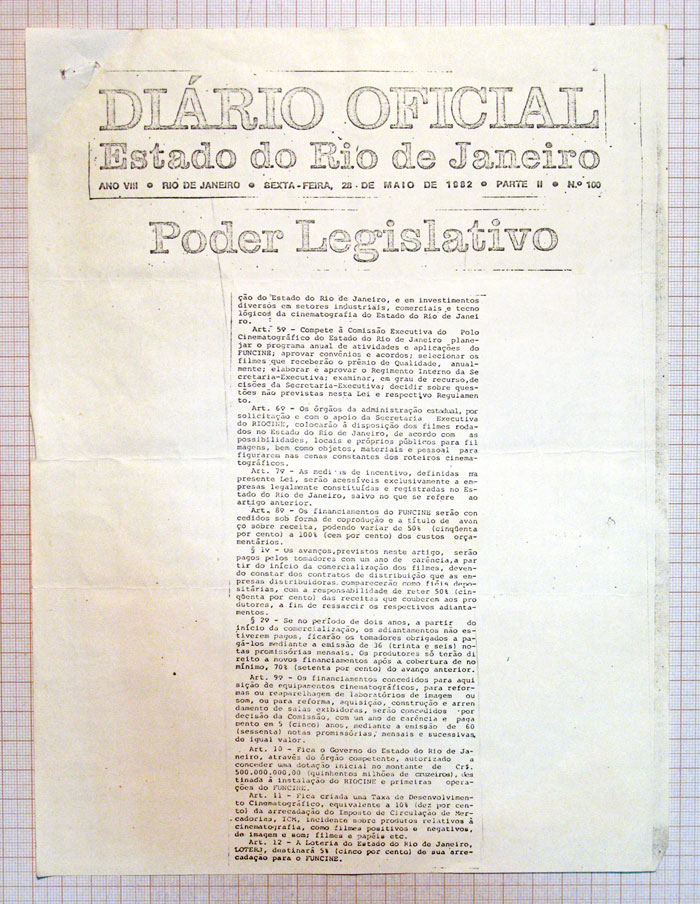 DIÁRIO OFICIAL
Estado do Rio de Janeiro
ANO VIII • RIO DE JANEIRO • SEXTA-FEIRA, 28 DE MAIO DE 1982 • PARTE II • N.º 100
Poder Legislativo
ção do Estado do Rio de Janeiro, e em investimentos
diversos em setores industriais, comerciais e tecno
lógicos da cinematografia do Estado do Rio de Janei
ro.
Art. 5º - Compete à Comissão Executiva do Polo
Cinematográfico do Estado do Rio de Janeiro plane-
jar o programa anual de atividades e aplicações do
FUNCINE; aprovar convênios e acordos; selecionar os
filmes que receberão o prêmio de Qualidade, anual-
mente; elaborar e aprovar o Regimento Interno da Se
cretaria-Executiva; examinar, em grau de recurso, de
cisões da Secretaria-Executiva; decidir sobre ques-
tões não previstas nesta Lei e respectivo Regulamen
to.
Art. 6º - Os órgãos da administração estadual, por
solicitação e com o apoio da Secretaria Executiva
do RIOCINE, colocarão à disposição dos filmes roda-
dos no Estado do Rio de Janeiro, de acordo com as
possibilidades, locais e próprios públicos para fil
magens, bem como objetos, materiais e pessoal para
figurarem nas cenas constantes dos roteiros cinema-
tográficos.
Art. 7º - As medidas de incentivo, definidas na
presente Lei, serão acessíveis exclusivamente a em-
presas legalmente constituídas e registradas no Es-
tado do Rio de Janeiro, salvo no que se refere ao
artigo anterior.
Art. 8º - Os financiamentos do FUNCINE serão con
cedidos sob forma de coprodução e a título de avan
ço sobre receita, podendo variar de 50% (cinqüenta
por cento) a 100% (cem por cento) dos custos orça-
mentários.
§ 1º - Os avanços, previstos neste artigo, serão
pagos pelos tomadores com um ano de carência, a par
tir do início da comercialização dos filmes, deven-
do constar dos contratos de distribuição que as em-
presas distribuidoras comparecerão como fiéis depo-
sitárias, com a responsabilidade de reter 50% (cin-
qüenta por cento) das receitas que couberem aos pro
dutores, a fim de ressarcir os respectivos adianta-
mentos.
§ 2º - Se no período de dois anos, a partir do
início da comercialização, os adiantamentos não es-
tiverem pagos, ficarão os tomadores obrigados a pa-
gá-los mediante a emissão de 36 (trinta e seis) no-
tas promissórias mensais. Os produtores só terão di
reito a novos financiamentos após a cobertura de no
mínimo, 70% (setenta por cento) do avanço anterior.
Art. 9º - Os financiamentos concedidos para aqui
sição de equipamentos cinematográficos, para refor-
mas ou reaparelhagem de laboratórios de imagem ou
som, ou para reforma, aquisição, construção e arren
damento de salas exibidoras, serão concedidos por
decisão da Comissão, com um ano de carência e paga
mento em 5 (cinco) anos, mediante a emissão de 60
(sessenta) notas promissórias, mensais e sucessivas,
de igual valor.
Art. 10 - Fica o Governo do Estado do Rio de Ja-
neiro, através do órgão competente, autorizado a
conceder uma dotação inicial no montante de Cr$.
500.000.000,00 (quinhentos milhões de cruzeiros), des
tinada à instalação do RIOCINE e primeiras opera-
ções do FUNCINE.
Art. 11 - Fica criada uma Taxa de Desenvolvimen-
to Cinematográfico, equivalente a 10% (dez por cen-
to) da arrecadação do Imposto de Circulação de Mer-
cadorias, ICM, incidente sobre produtos relativos à
cinematografia, como filmes positivos e negativos,
de imagem e som; filmes e papéis etc.
Art. 12 - A Loteria do Estado do Rio de Janeiro,
LOTERJ, destinará 5% (cinco por cento) de sua arre-
cadação para o FUNCINE.